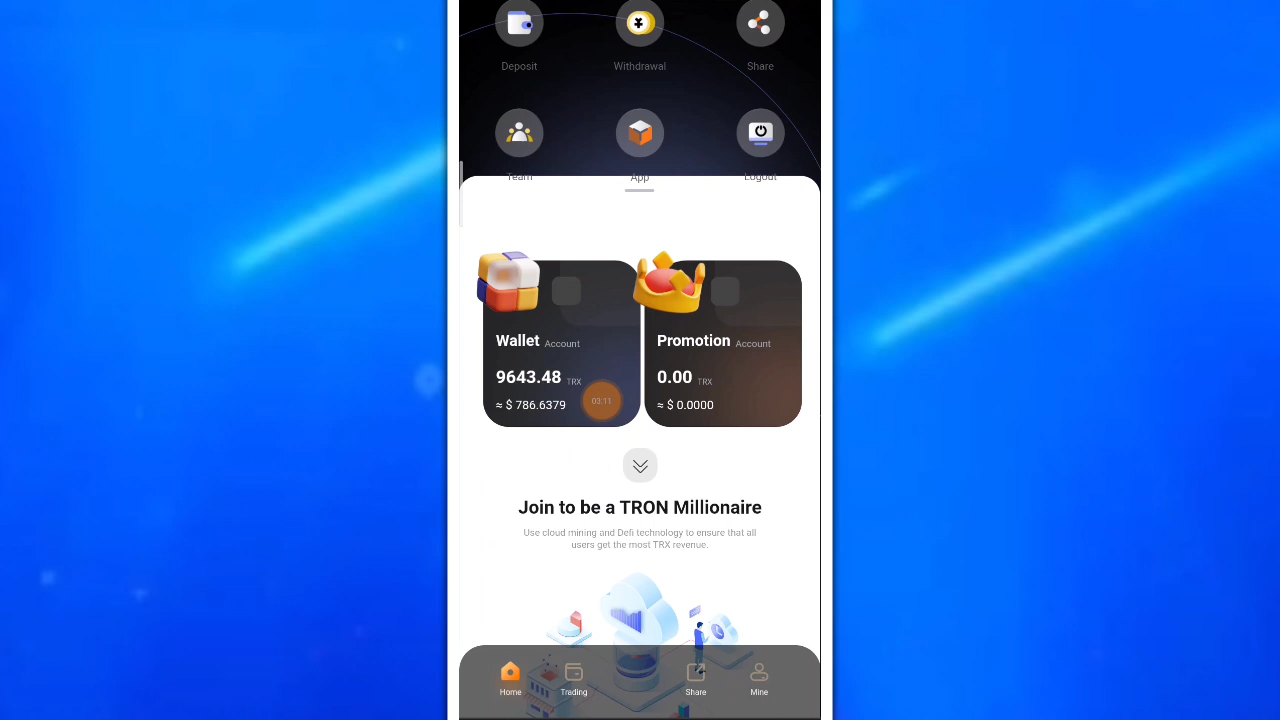 Deposit Withdrawal Share
Team App Logout
Wallet Account
9643.48 TRX
≈ $ 786.6379
03:11
Promotion Account
0.00 TRX
≈ $ 0.0000
Join to be a TRON Millionaire
Use cloud mining and Defi technology to ensure that all
users get the most TRX revenue.
Home Trading Share Mine